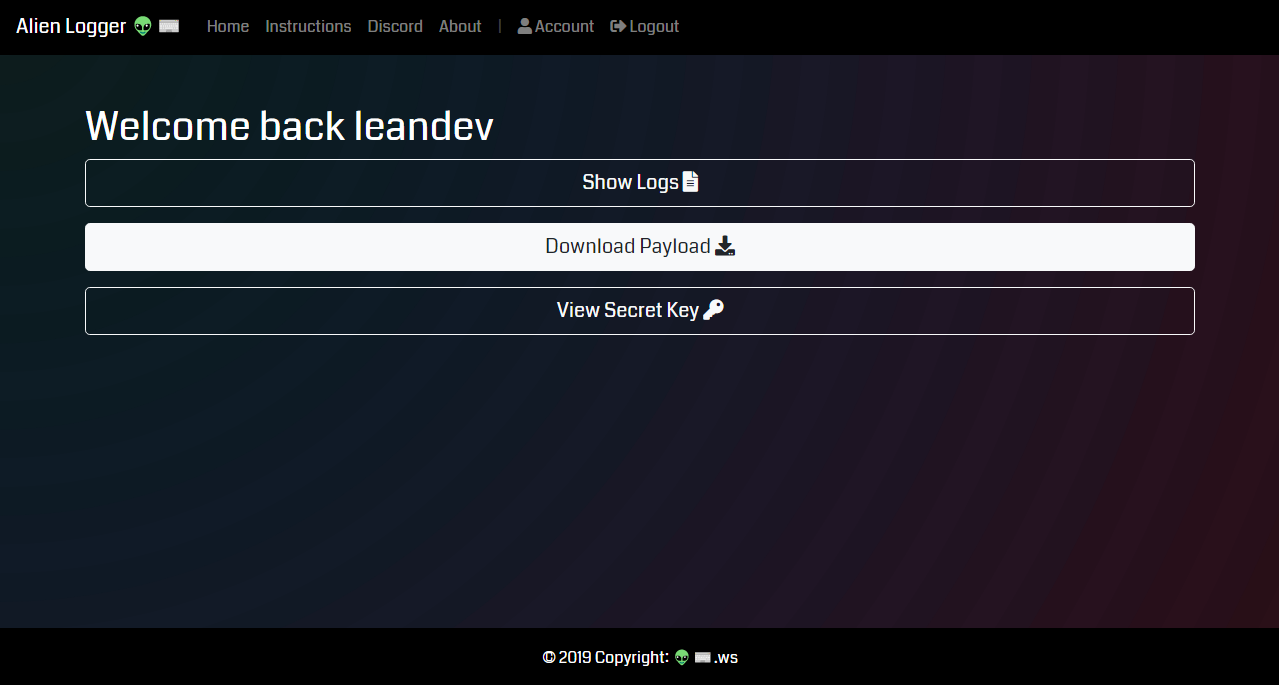 Alien Logger 👽 ⌨️ Home Instructions Discord About | Account Logout
Welcome back leandev
Show Logs
Download Payload
View Secret Key
© 2019 Copyright: 👽⌨️.ws